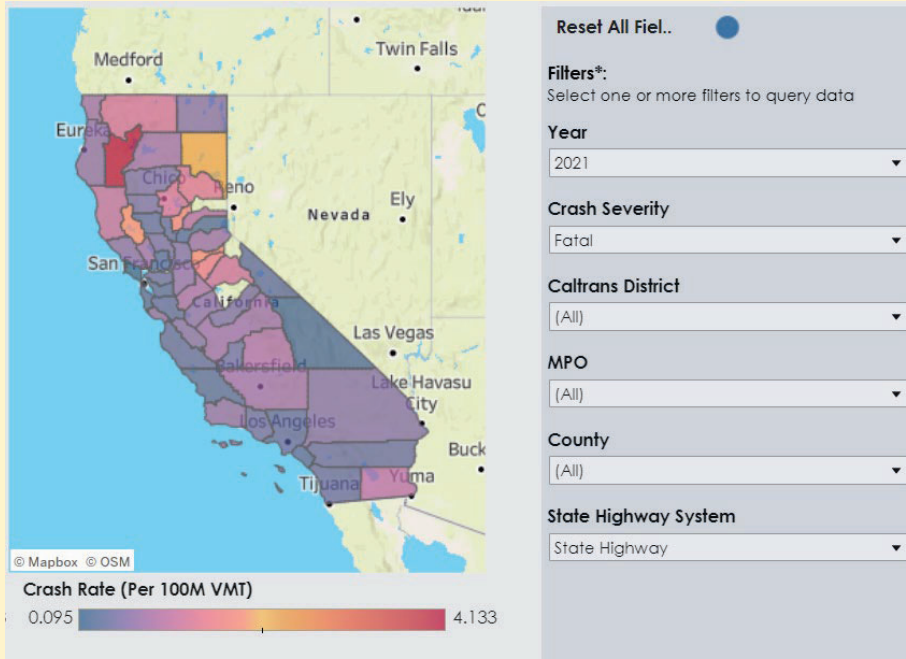 Medford
Twin Falls
Eureka
Chico
Reno
Ely
Nevada
San Francisco
California
Las Vegas
Bakersfield
Lake Havasu
City
Los Angeles
Buck
Tijuana
Yuma
© Mapbox © OSM
Crash Rate (Per 100M VMT)
0.095
4.133
Reset All Fiel..
Filters*:
Select one or more filters to query data
Year
2021
Crash Severity
Fatal
Caltrans District
(All)
MPO
(All)
County
(All)
State Highway System
State Highway